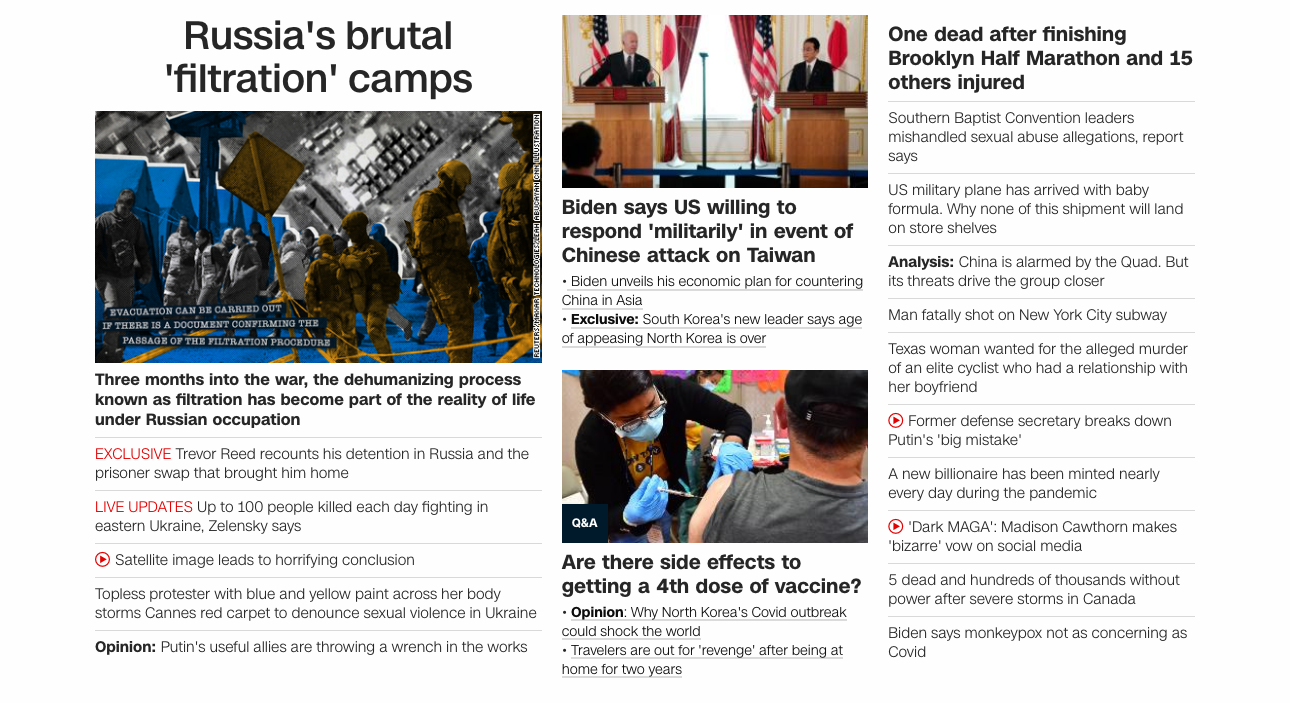 Russia's brutal
'filtration' camps
REUTERS/MAXAR TECHNOLOGIES/LEAH ABUCAYAN/CNN ILLUSTRATION
EVACUATION CAN BE CARRIED OUT
IF THERE IS A DOCUMENT CONFIRMING THE
PASSAGE OF THE FILTRATION PROCEDURE
Three months into the war, the dehumanizing process
known as filtration has become part of the reality of life
under Russian occupation
EXCLUSIVE Trevor Reed recounts his detention in Russia and the
prisoner swap that brought him home
LIVE UPDATES Up to 100 people killed each day fighting in
eastern Ukraine, Zelensky says
Satellite image leads to horrifying conclusion
Topless protester with blue and yellow paint across her body
storms Cannes red carpet to denounce sexual violence in Ukraine
Opinion: Putin's useful allies are throwing a wrench in the works
Biden says US willing to
respond 'militarily' in event of
Chinese attack on Taiwan
• Biden unveils his economic plan for countering
China in Asia
• Exclusive: South Korea's new leader says age
of appeasing North Korea is over
Q&A
Are there side effects to
getting a 4th dose of vaccine?
• Opinion: Why North Korea's Covid outbreak
could shock the world
• Travelers are out for 'revenge' after being at
home for two years
One dead after finishing
Brooklyn Half Marathon and 15
others injured
Southern Baptist Convention leaders
mishandled sexual abuse allegations, report
says
US military plane has arrived with baby
formula. Why none of this shipment will land
on store shelves
Analysis: China is alarmed by the Quad. But
its threats drive the group closer
Man fatally shot on New York City subway
Texas woman wanted for the alleged murder
of an elite cyclist who had a relationship with
her boyfriend
Former defense secretary breaks down
Putin's 'big mistake'
A new billionaire has been minted nearly
every day during the pandemic
'Dark MAGA': Madison Cawthorn makes
'bizarre' vow on social media
5 dead and hundreds of thousands without
power after severe storms in Canada
Biden says monkeypox not as concerning as
Covid